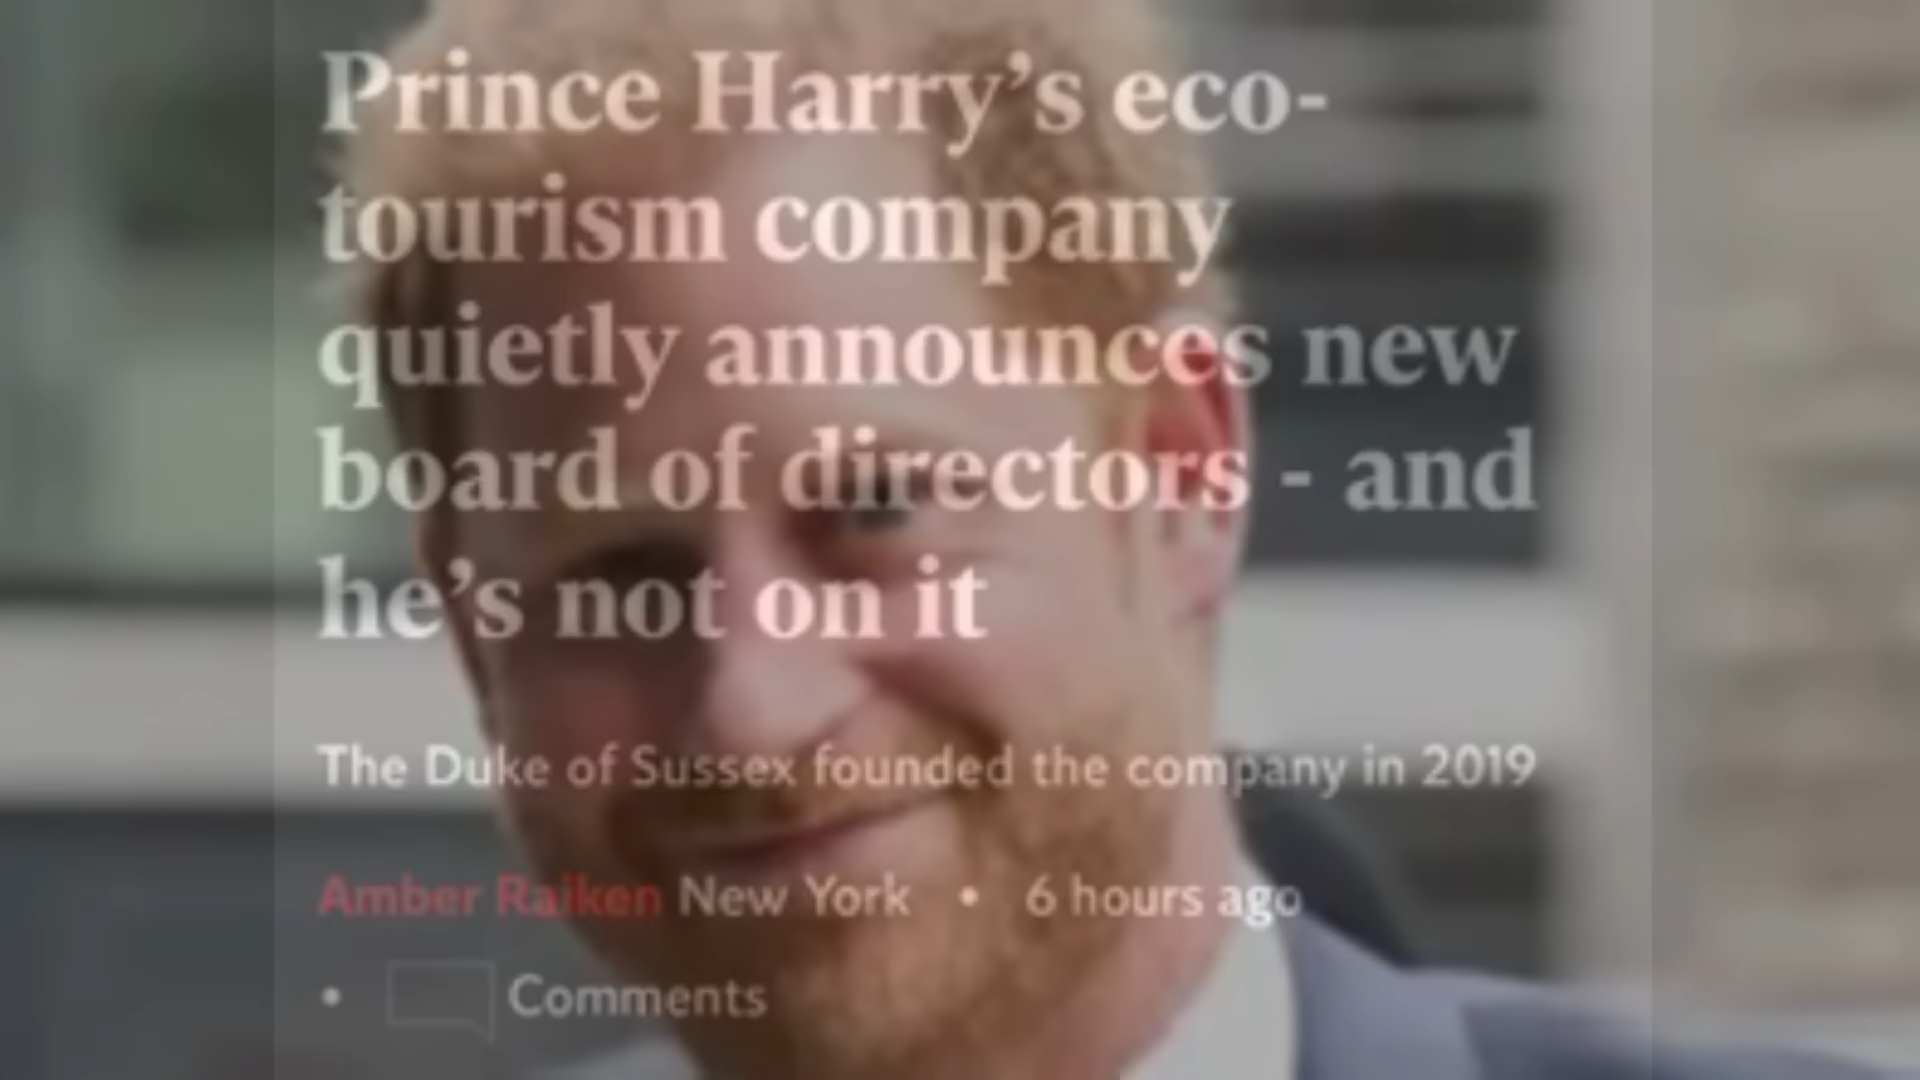 Prince Harry’s eco-
tourism company
quietly announces new
board of directors - and
he’s not on it
The Duke of Sussex founded the company in 2019
Amber Raiken New York • 6 hours ago
• Comments